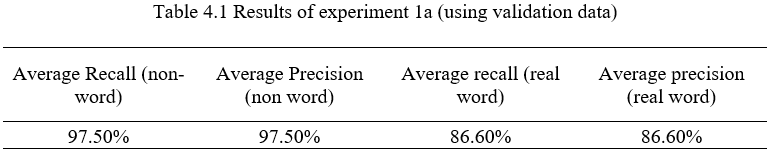 Table 4.1 Results of experiment 1a (using validation data)
Average Recall (non- Average Precision Average recall (real Average precision
word) (non word) word) (real word)
97.50% 97.50% 86.60% 86.60%